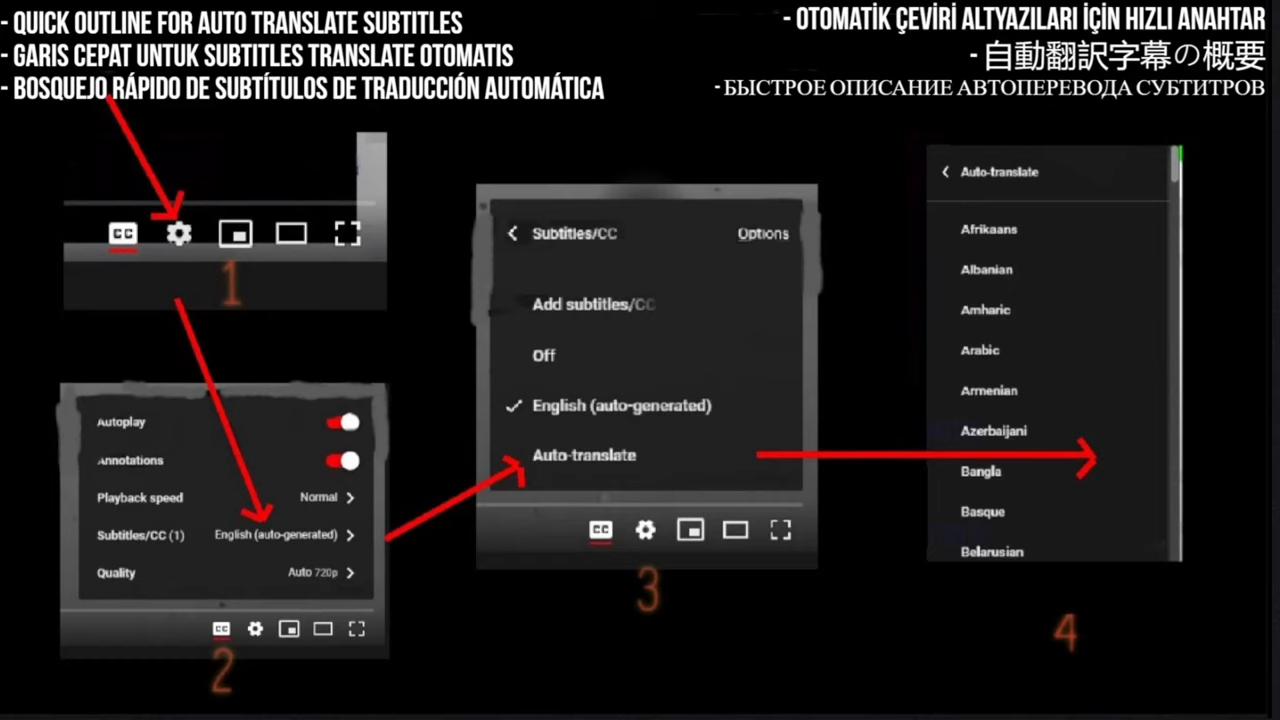 - QUICK OUTLINE FOR AUTO TRANSLATE SUBTITLES
- GARIS CEPAT UNTUK SUBTITLES TRANSLATE OTOMATIS
- BOSQUEJO RÁPIDO DE SUBTÍTULOS DE TRADUCCIÓN AUTOMÁTICA
- OTOMATİK ÇEVİRİ ALTYAZILARI İÇİN HIZLI ANAHTAR
- 自動翻訳字幕の概要
- БЫСТРОЕ ОПИСАНИЕ АВТОПЕРЕВОДА СУБТИТРОВ
CC
1
Autoplay
Annotations
Playback speed Normal
Subtitles/CC (1) English (auto-generated)
Quality Auto 720p
CC
2
Subtitles/CC Options
Add subtitles/CC
Off
English (auto-generated)
Auto-translate
CC
3
Auto-translate
Afrikaans
Albanian
Amharic
Arabic
Armenian
Azerbaijani
Bangla
Basque
Belarusian
4